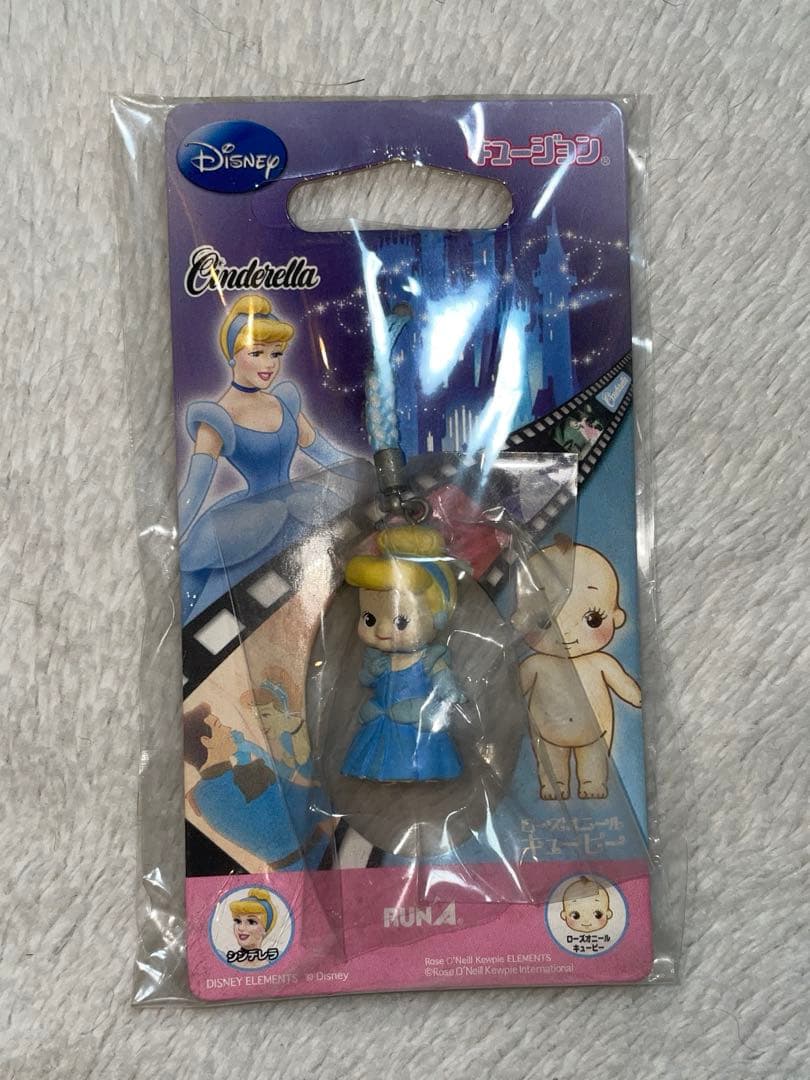 DISNEY
キュージョン®
Cinderella
Cinderella
ローズオニール
キューピー
シンデレラ
RUN'A®
ローズオニール
キューピー
DISNEY ELEMENTS © Disney
Rose O'Neill Kewpie ELEMENTS
©Rose O'Neill Kewpie International